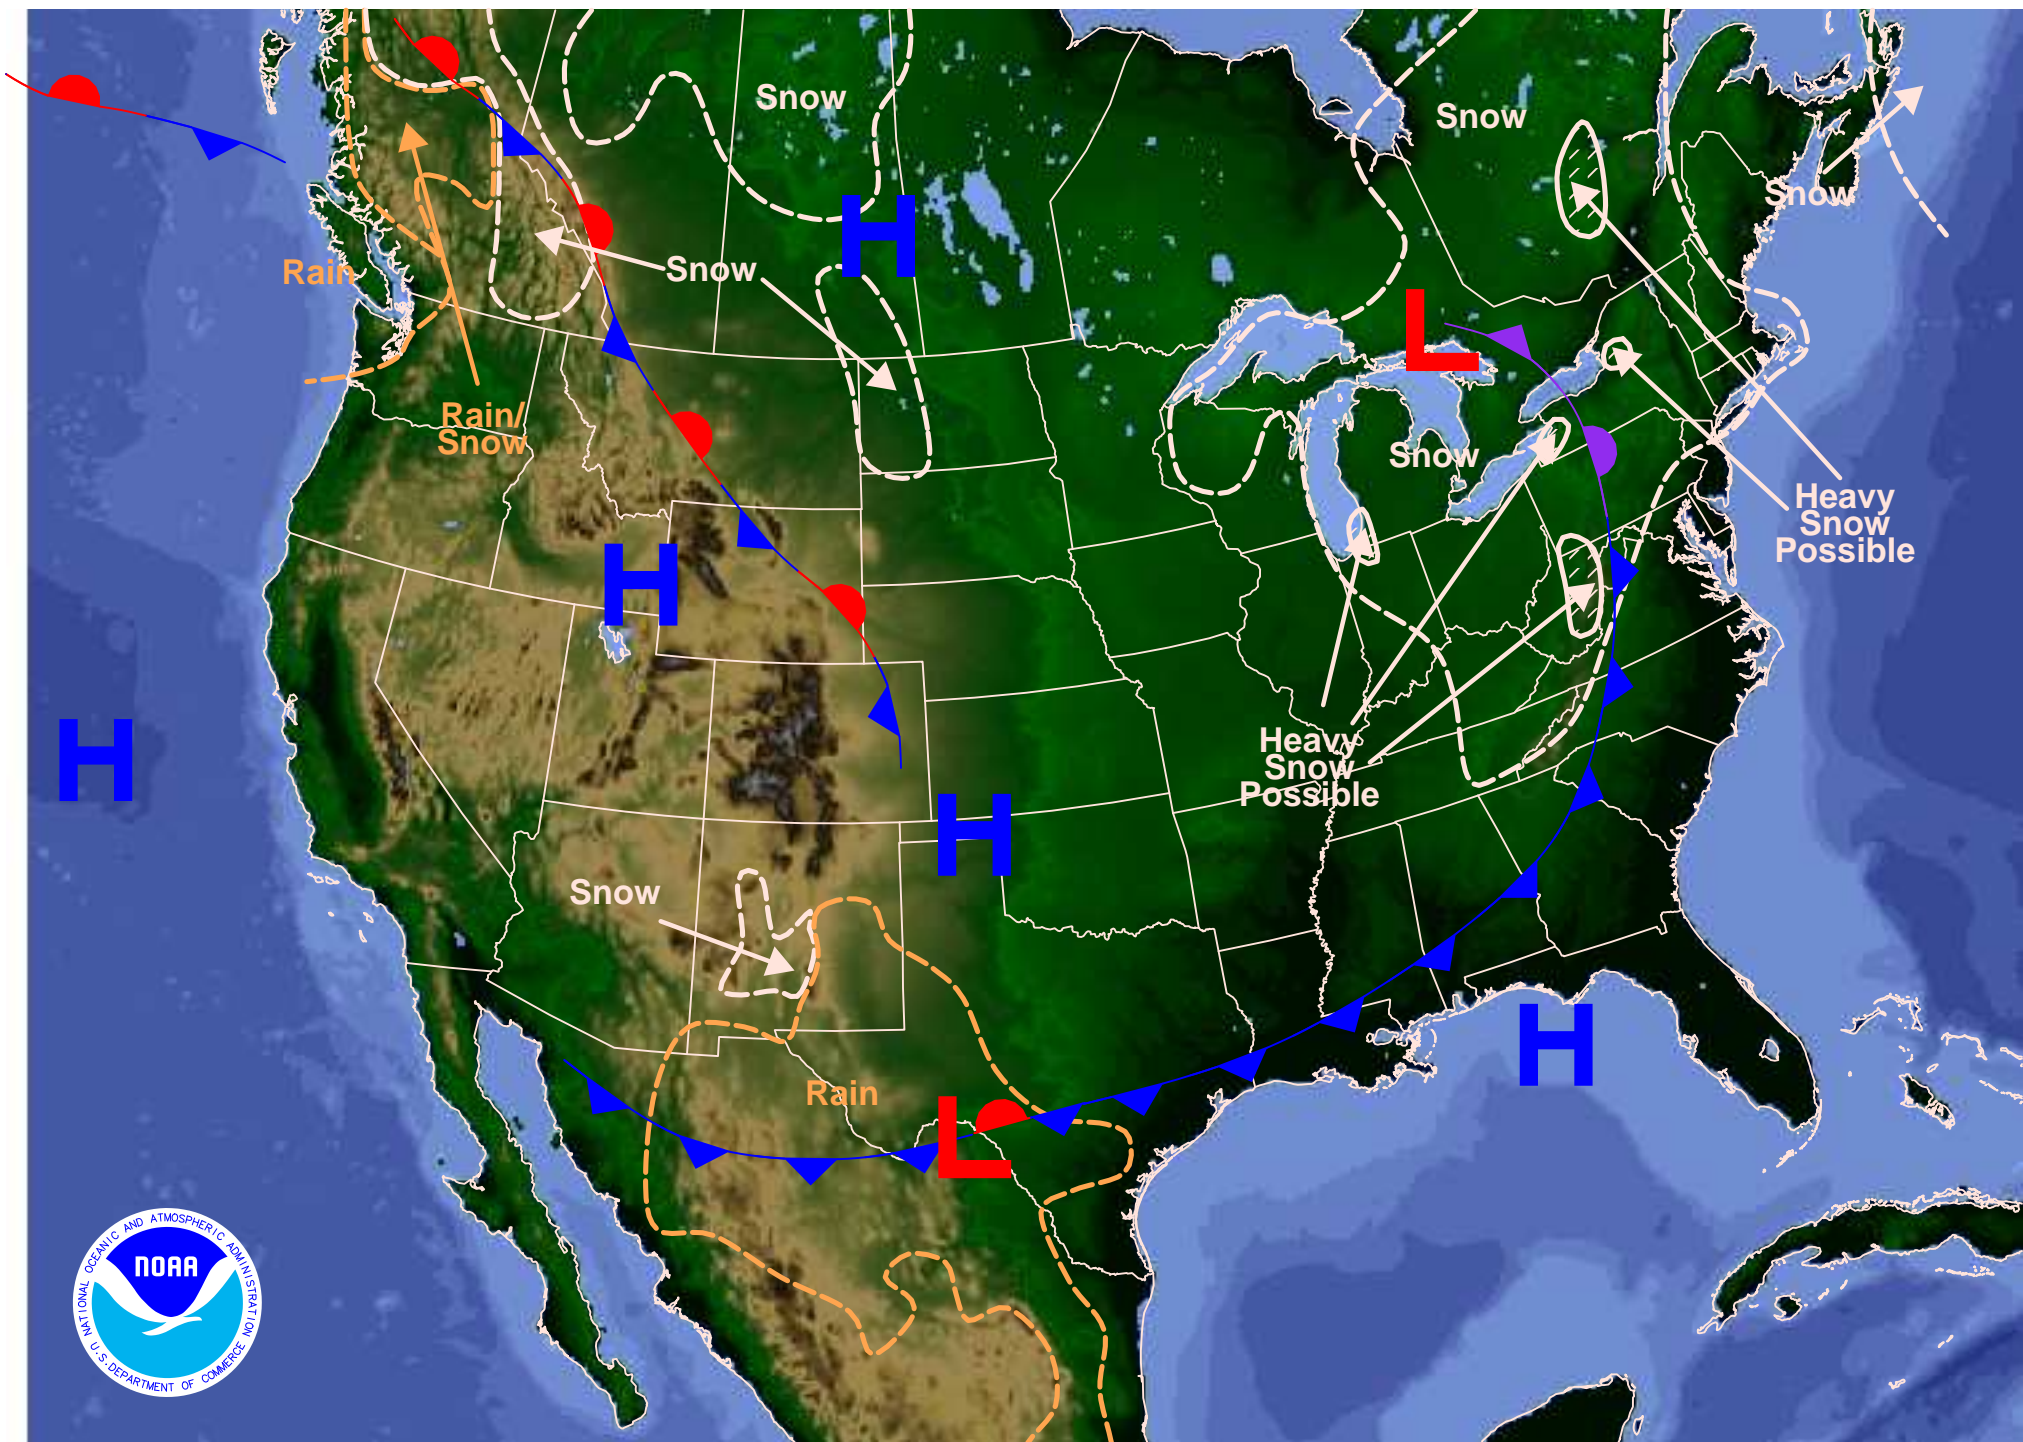 Snow
Snow
Snow
Rain
Snow
H
L
Rain/
Snow
Snow
Heavy
Snow
Possible
H
H
Heavy
Snow
Possible
H
Snow
H
Rain
L
NOAA
NATIONAL OCEANIC AND ATMOSPHERIC ADMINISTRATION
U.S. DEPARTMENT OF COMMERCE